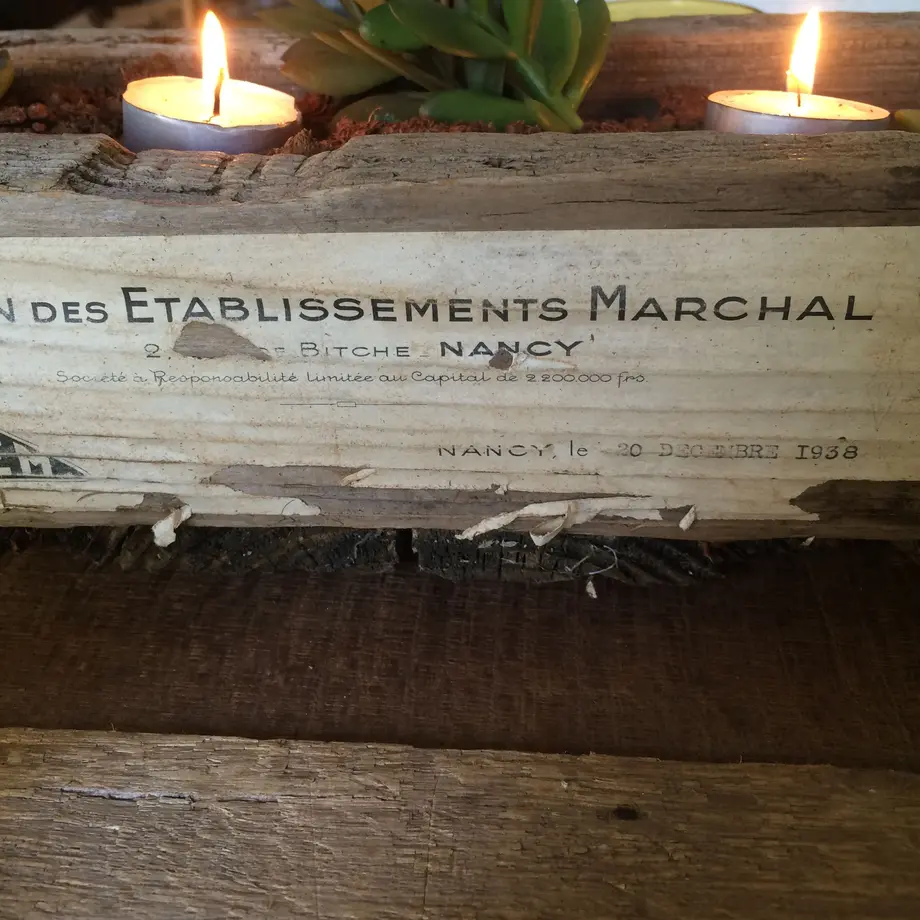 N DES ETABLISSEMENTS MARCHAL
2. BITCHE _ NANCY
Société à Responsabilité limitée au Capital de 2.200.000 frs.
NANCY, le 20 DECEMBRE 1938